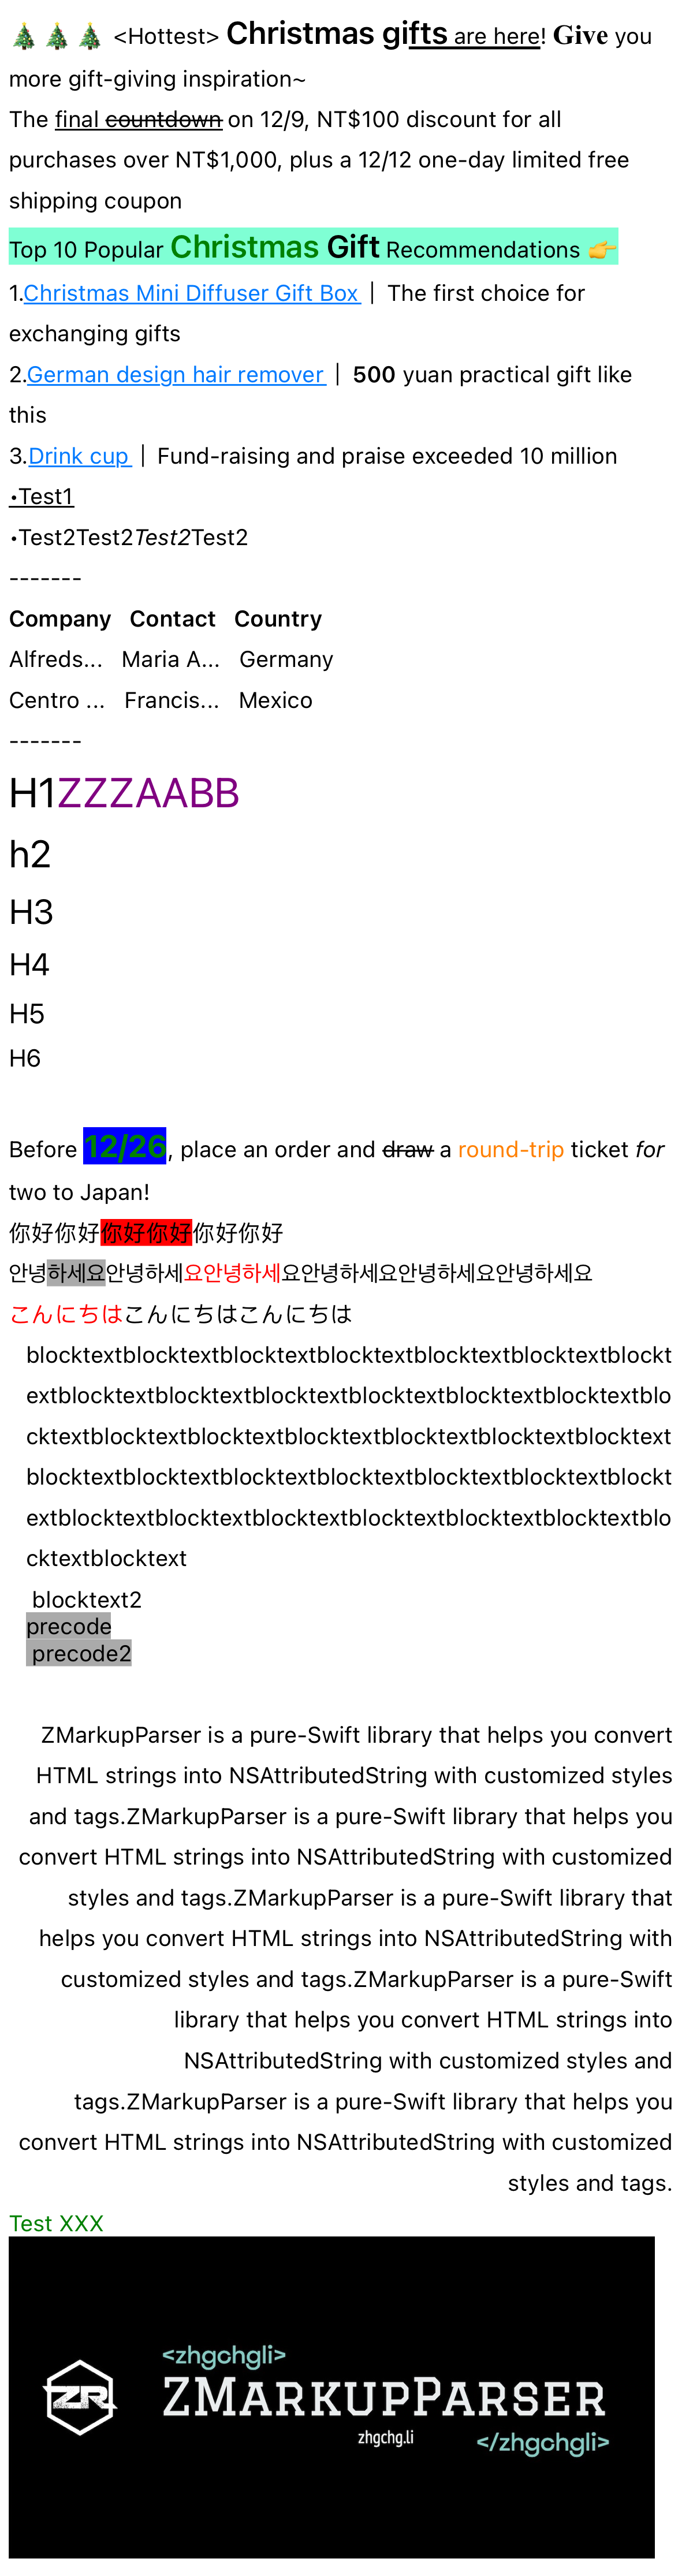 🎄🎄🎄 <Hottest> Christmas gifts are here! Give you
more gift-giving inspiration~
The final countdown on 12/9, NT$100 discount for all
purchases over NT$1,000, plus a 12/12 one-day limited free
shipping coupon
Top 10 Popular Christmas Gift Recommendations 👉
1.Christmas Mini Diffuser Gift Box ｜ The first choice for
exchanging gifts
2.German design hair remover ｜ 500 yuan practical gift like
this
3.Drink cup ｜ Fund-raising and praise exceeded 10 million
•Test1
•Test2Test2Test2Test2
-------
Company Contact Country
Alfreds... Maria A... Germany
Centro ... Francis... Mexico
-------
H1ZZZAABB
h2
H3
H4
H5
H6
Before 12/26, place an order and draw a round-trip ticket for
two to Japan!
你好你好你好你好你好你好
안녕하세요안녕하세요안녕하세요안녕하세요안녕하세요안녕하세요
こんにちはこんにちはこんにちは
blocktextblocktextblocktextblocktextblocktextblocktextblockt
extblocktextblocktextblocktextblocktextblocktextblocktextblo
cktextblocktextblocktextblocktextblocktextblocktextblocktext
blocktextblocktextblocktextblocktextblocktextblocktextblockt
extblocktextblocktextblocktextblocktextblocktextblocktextblo
cktextblocktext
blocktext2
precode
precode2
ZMarkupParser is a pure-Swift library that helps you convert
HTML strings into NSAttributedString with customized styles
and tags.ZMarkupParser is a pure-Swift library that helps you
convert HTML strings into NSAttributedString with customized
styles and tags.ZMarkupParser is a pure-Swift library that
helps you convert HTML strings into NSAttributedString with
customized styles and tags.ZMarkupParser is a pure-Swift
library that helps you convert HTML strings into
NSAttributedString with customized styles and
tags.ZMarkupParser is a pure-Swift library that helps you
convert HTML strings into NSAttributedString with customized
styles and tags.
Test XXX
<zhgchgli>
ZR
ZMARKUPPARSER
zhgchg.li
</zhgchgli>